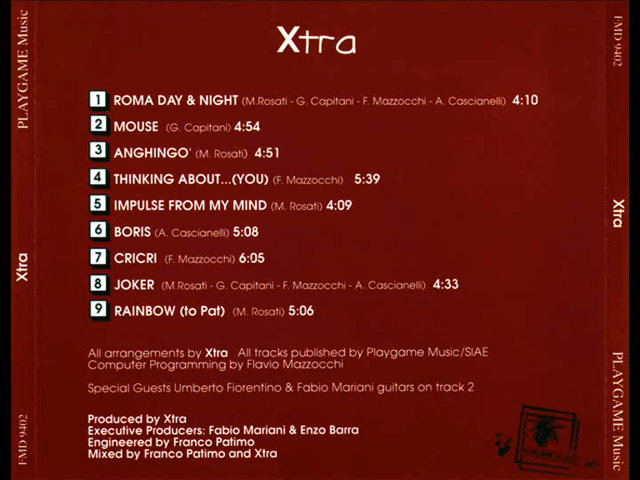 Xtra
1 ROMA DAY & NIGHT (M.Rosati - G. Capitani - F. Mazzocchi - A. Cascianelli) 4:10
2 MOUSE (G. Capitani) 4:54
3 ANGHINGO' (M. Rosati) 4:51
4 THINKING ABOUT...(YOU) (F. Mazzocchi) 5:39
5 IMPULSE FROM MY MIND (M. Rosati) 4:09
6 BORIS (A. Cascianelli) 5:08
7 CRICRI (F. Mazzocchi) 6:05
8 JOKER (M.Rosati - G. Capitani - F. Mazzocchi - A. Cascianelli) 4:33
9 RAINBOW (to Pat) (M. Rosati) 5:06
All arrangements by Xtra All tracks published by Playgame Music/SIAE
Computer Programming by Flavio Mazzocchi
Special Guests Umberto Fiorentino & Fabio Mariani guitars on track 2
Produced by Xtra
Executive Producers: Fabio Mariani & Enzo Barra
Engineered by Franco Patimo
Mixed by Franco Patimo and Xtra
PLAYGAME Music
Xtra
FMD 9402
FMD 9402
Xtra
PLAYGAME Music